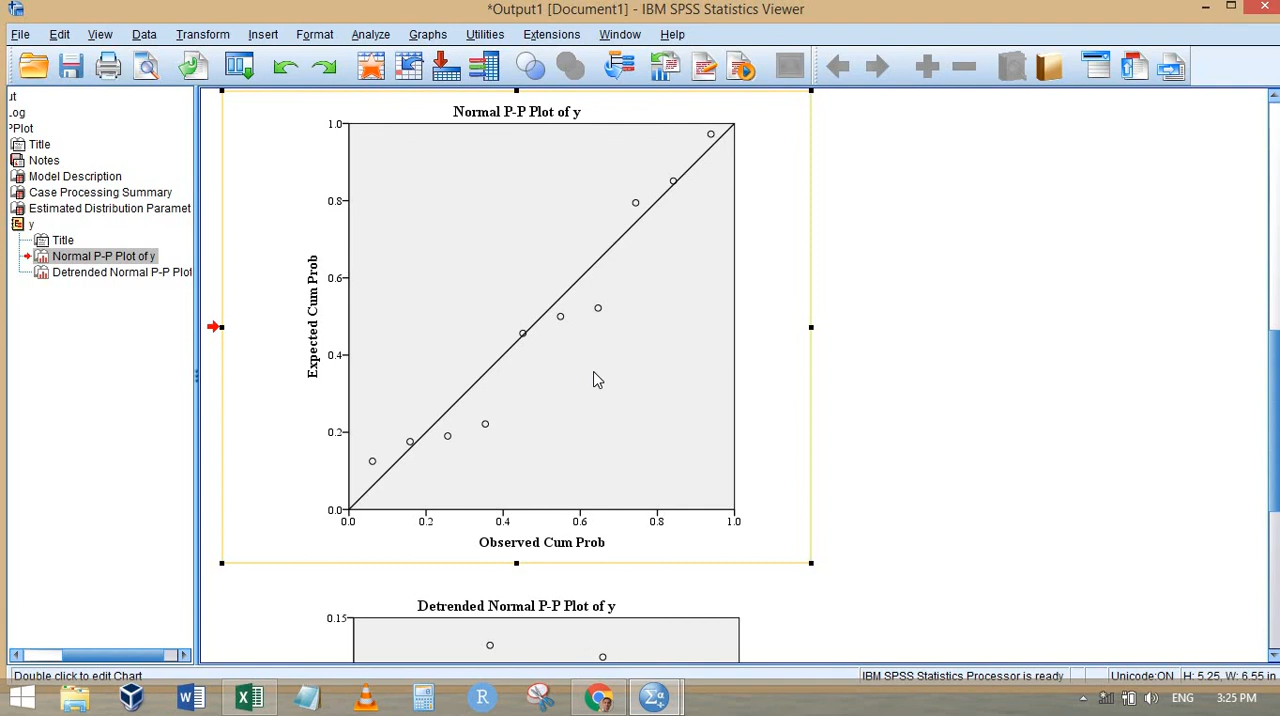 *Output1 [Document1] - IBM SPSS Statistics Viewer
File Edit View Data Transform Insert Format Analyze Graphs Utilities Extensions Window Help
ut
Log
PPlot
Title
Notes
Model Description
Case Processing Summary
Estimated Distribution Paramet
y
Title
Normal P-P Plot of y
Detrended Normal P-P Plot
Normal P-P Plot of y
1.0
0.8
0.6
0.4
0.2
0.0
Expected Cum Prob
0.0 0.2 0.4 0.6 0.8 1.0
Observed Cum Prob
Detrended Normal P-P Plot of y
0.15
Double click to edit Chart
IBM SPSS Statistics Processor is ready
Unicode:ON
H: 5.25, W: 6.55 in.
W X R Σα
ENG
3:25 PM